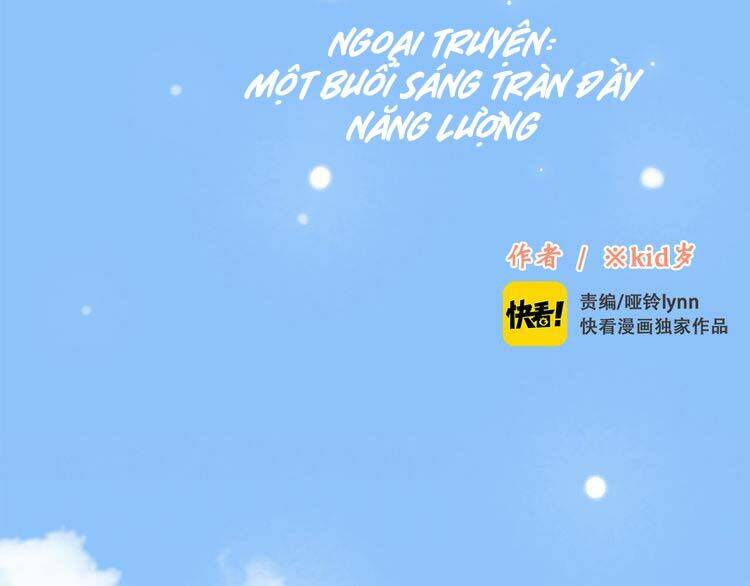 NGOẠI TRUYỆN:
MỘT BUỔI SÁNG TRÀN ĐẦY
NĂNG LƯỢNG
作者 / ※kid岁
快看!
责编/哑铃lynn
快看漫画独家作品